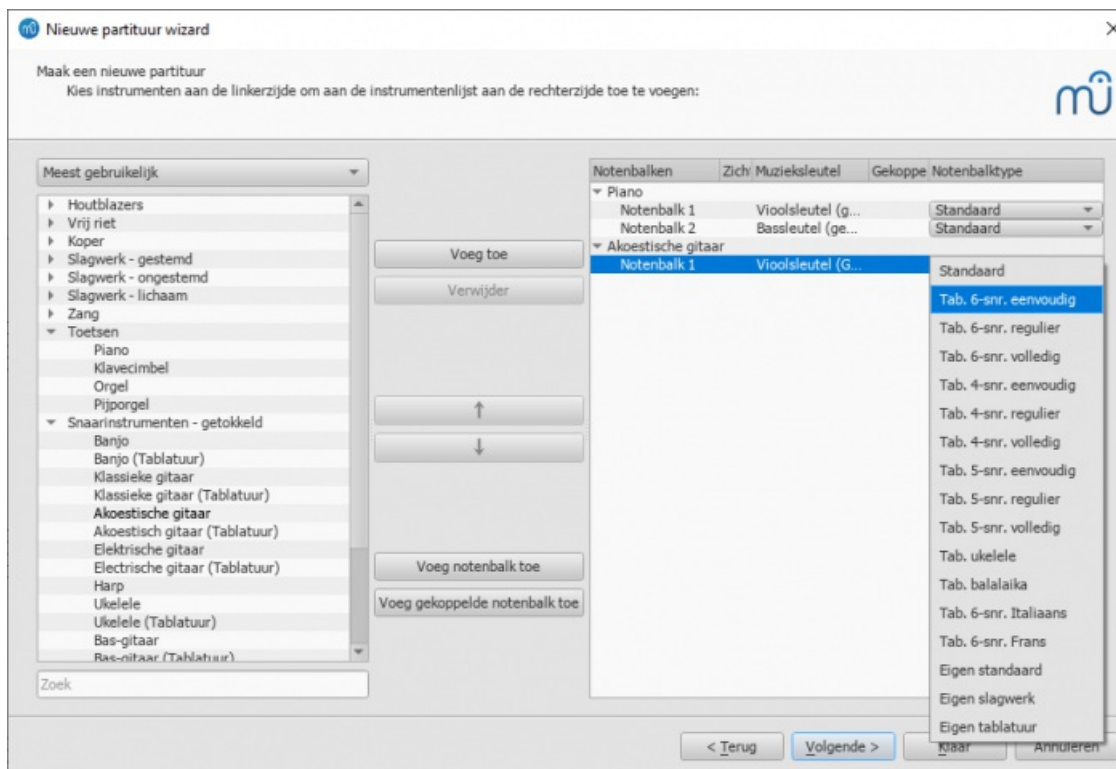 Nieuwe partituur wizard
Maak een nieuwe partituur
Kies instrumenten aan de linkerzijde om aan de instrumentenlijst aan de rechterzijde toe te voegen:
Meest gebruikelijk
Houtblazers
Vrij riet
Koper
Slagwerk - gestemd
Slagwerk - ongestemd
Slagwerk - lichaam
Zang
Toetsen
Piano
Klavecimbel
Orgel
Pijporgel
Snaarinstrumenten - getokkeld
Banjo
Banjo (Tablatuur)
Klassieke gitaar
Klassieke gitaar (Tablatuur)
Akoestische gitaar
Akoestisch gitaar (Tablatuur)
Elektrische gitaar
Electrische gitaar (Tablatuur)
Harp
Ukelele
Ukelele (Tablatuur)
Bas-gitaar
Bas-gitaar (Tablatuur)
Zoek
Voeg toe
Verwijder
Voeg notenbalk toe
Voeg gekoppelde notenbalk toe
Notenbalken Zich Muzieksleutel Gekoppe Notenbalktype
Piano
Notenbalk 1 Vioolsleutel (g... Standaard
Notenbalk 2 Bassleutel (ge... Standaard
Akoestische gitaar
Notenbalk 1 Vioolsleutel (G...
Standaard
Tab. 6-snr. eenvoudig
Tab. 6-snr. regulier
Tab. 6-snr. volledig
Tab. 4-snr. eenvoudig
Tab. 4-snr. regulier
Tab. 4-snr. volledig
Tab. 5-snr. eenvoudig
Tab. 5-snr. regulier
Tab. 5-snr. volledig
Tab. ukelele
Tab. balalaika
Tab. 6-snr. Italiaans
Tab. 6-snr. Frans
Eigen standaard
Eigen slagwerk
Eigen tablatuur
< Terug Volgende > Klaar Annuleren